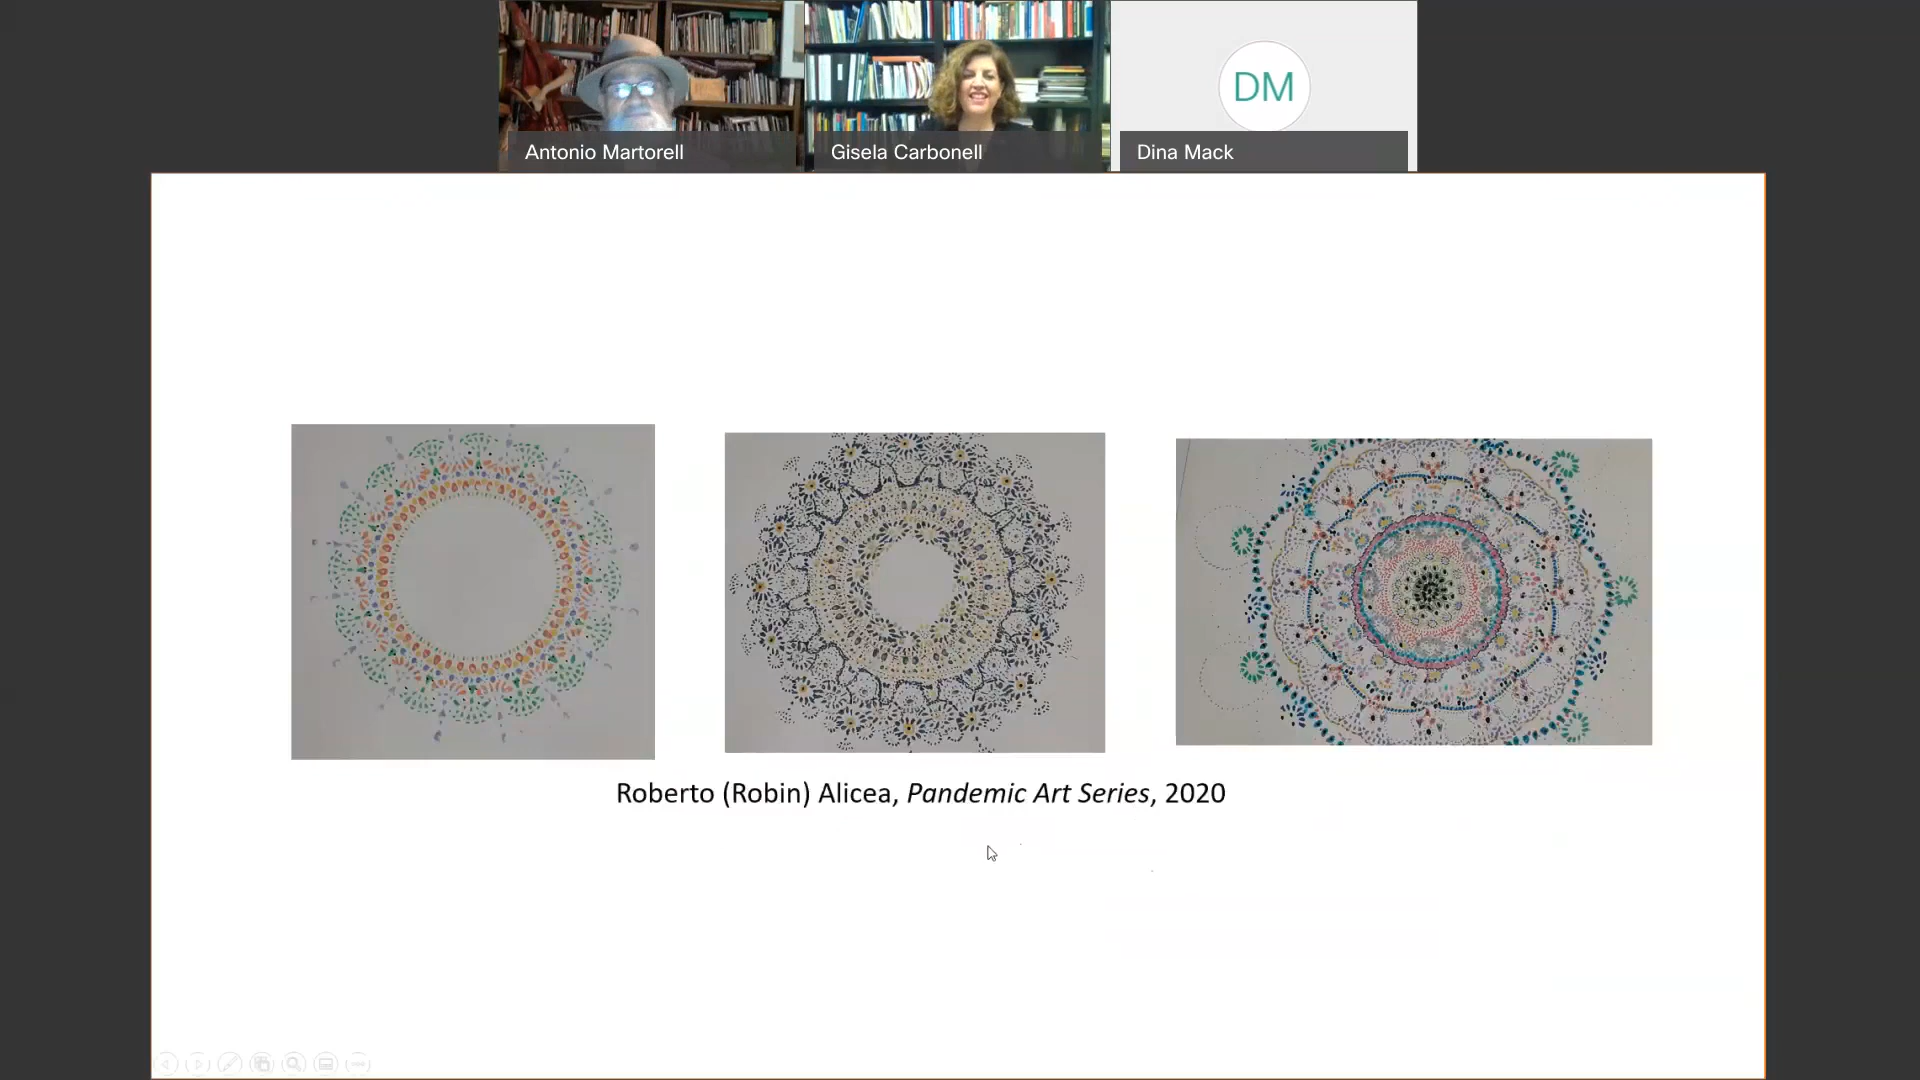 Antonio Martorell
Gisela Carbonell
DM
Dina Mack
Roberto (Robin) Alicea, Pandemic Art Series, 2020